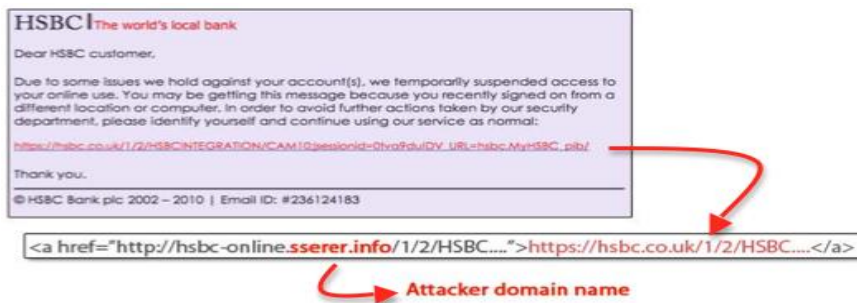 HSBC The world's local bank
Dear HSBC customer,
Due to some issues we hold against your account(s), we temporarily suspended access to
your online use. You may be getting this message because you recently signed on from a
different location or computer. In order to avoid further actions taken by our security
department, please identify yourself and continue using our service as normal:
https://hsbc.co.uk/1/2/HSBCINTEGRATION/CAM10;jsessionid=0fva9duIDV_URL=hsbc.MyHSBC_pib/
Thank you.
© HSBC Bank plc 2002 – 2010 | Email ID: #236124183
<a href="http://hsbc-online.sserer.info/1/2/HSBC....">https://hsbc.co.uk/1/2/HSBC....</a>
Attacker domain name